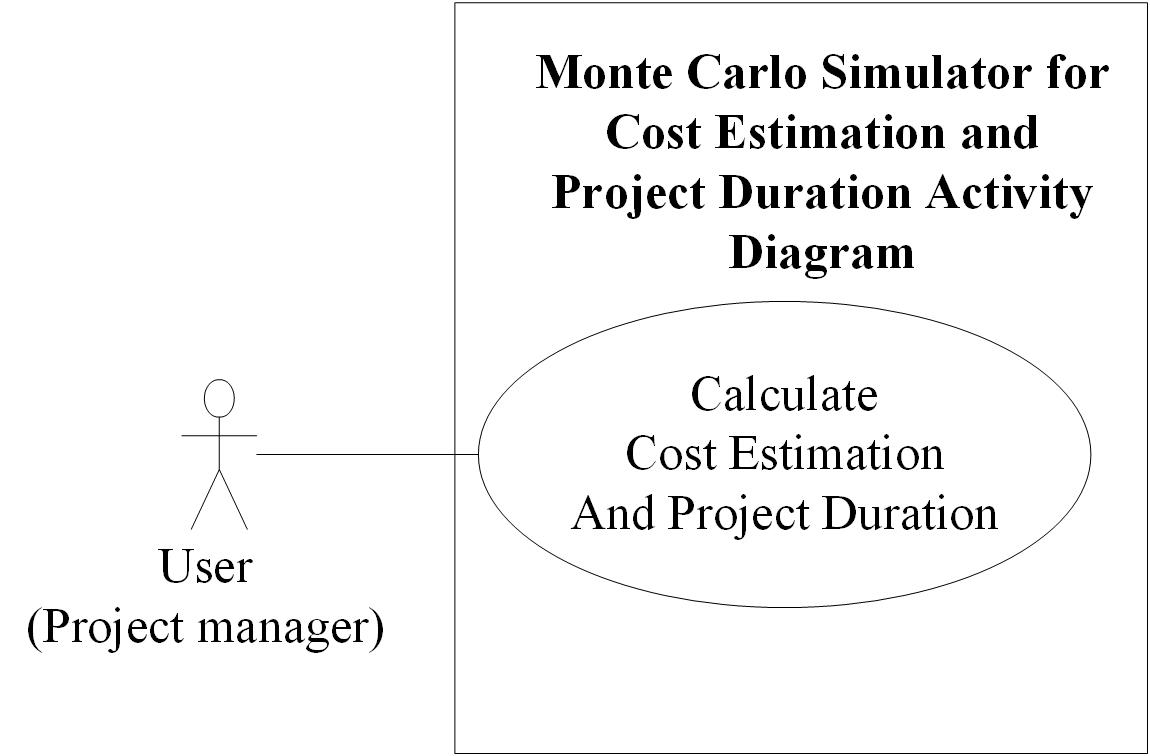 Monte Carlo Simulator for
Cost Estimation and
Project Duration Activity
Diagram
Calculate
Cost Estimation
And Project Duration
User
(Project manager)